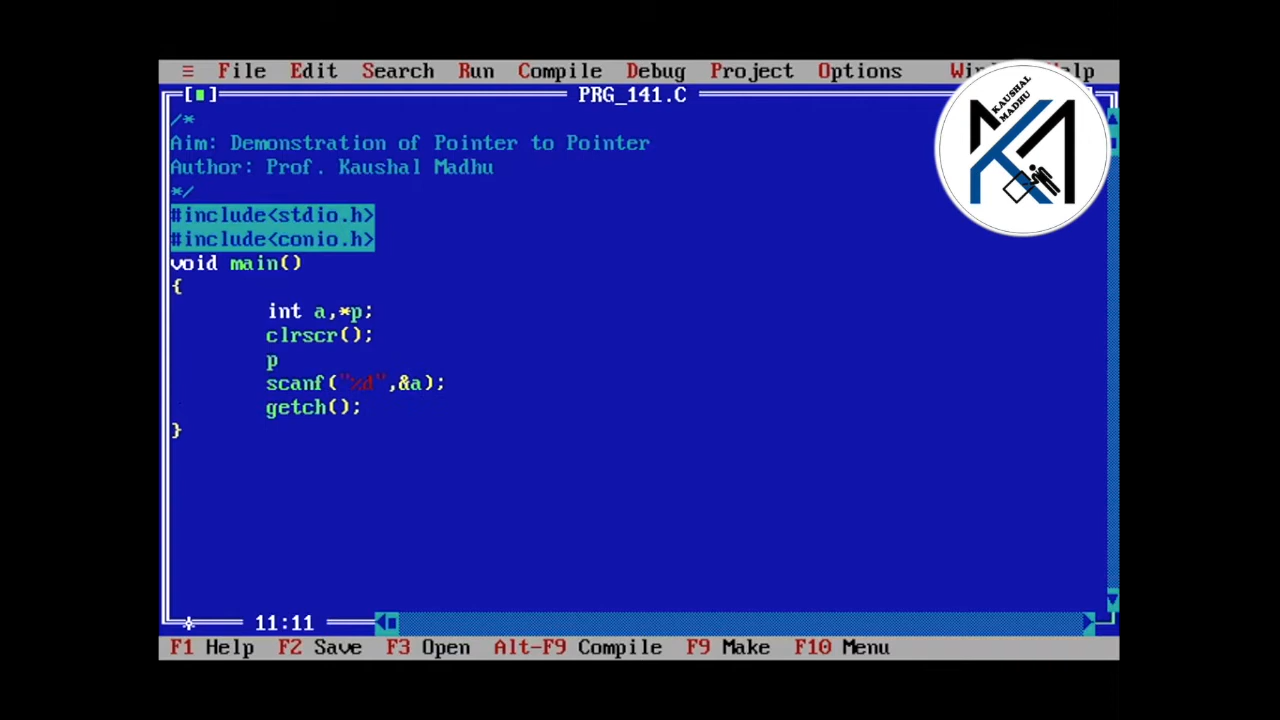 ≡ File Edit Search Run Compile Debug Project Options
KAUSHAL
MADHU
PRG_141.C
/*
Aim: Demonstration of Pointer to Pointer
Author: Prof. Kaushal Madhu
*/
#include<stdio.h>
#include<conio.h>
void main()
{
int a,*p;
clrscr();
p
scanf("%d",&a);
getch();
}
11:11
F1 Help F2 Save F3 Open Alt-F9 Compile F9 Make F10 Menu